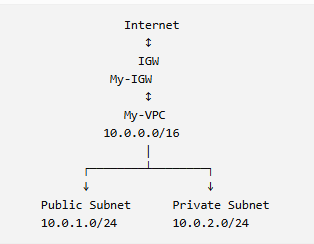 Internet
IGW
My-IGW
My-VPC
10.0.0.0/16
Public Subnet Private Subnet
10.0.1.0/24 10.0.2.0/24